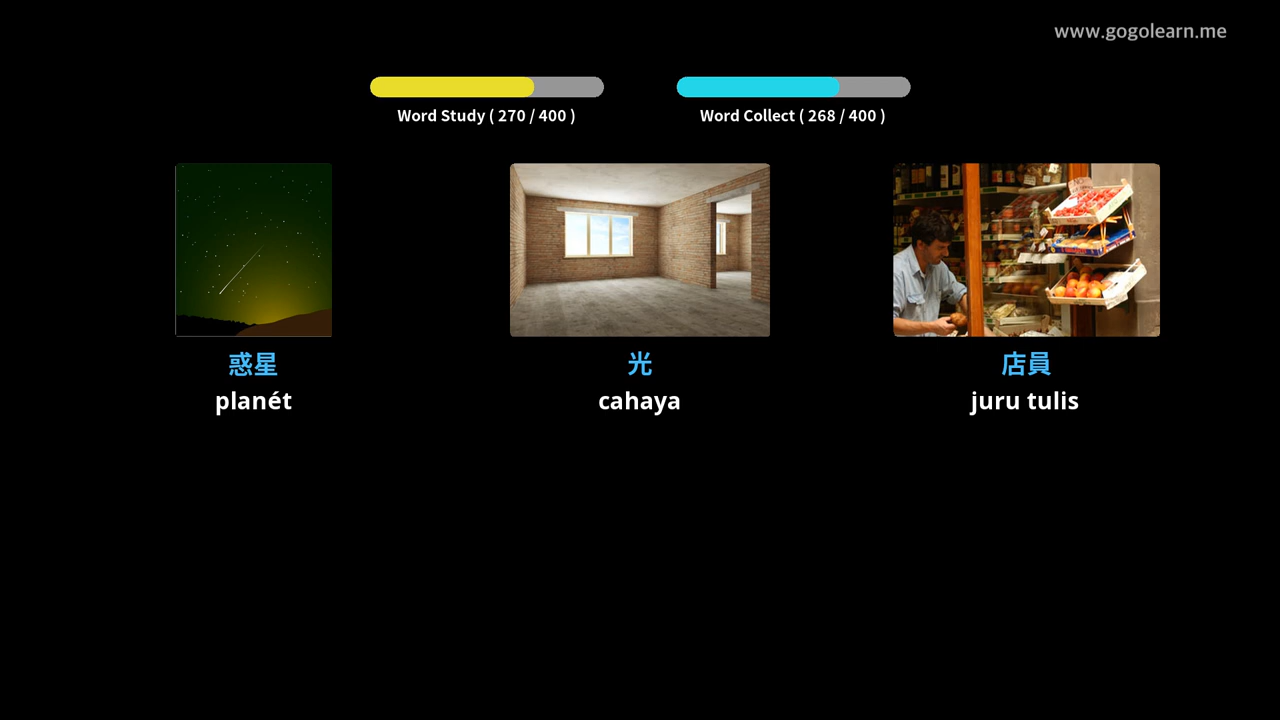 www.gogolearn.me
Word Study ( 270 / 400 )
Word Collect ( 268 / 400 )
惑星
planét
光
cahaya
店員
juru tulis